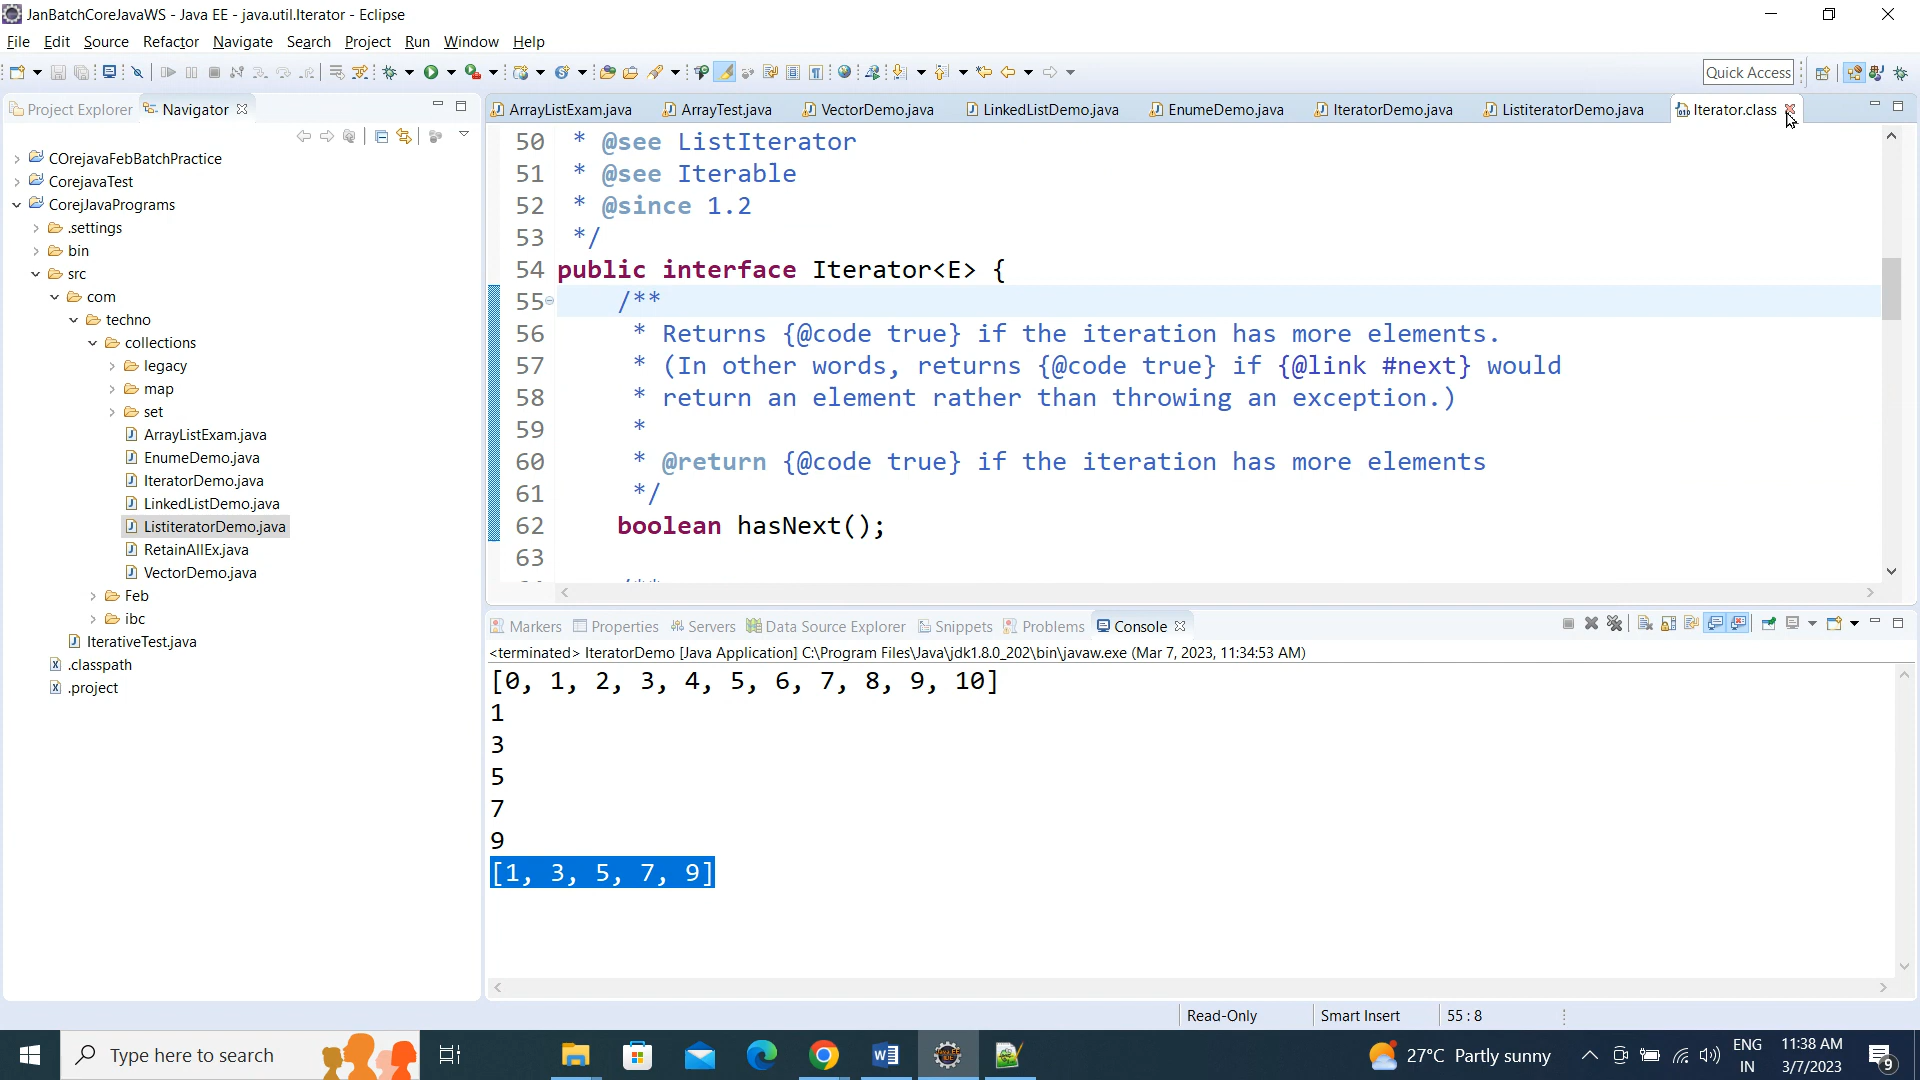 JanBatchCoreJavaWS - Java EE - java.util.Iterator - Eclipse
File Edit Source Refactor Navigate Search Project Run Window Help
Quick Access
Project Explorer Navigator
ArrayListExam.java ArrayTest.java VectorDemo.java LinkedListDemo.java EnumeDemo.java IteratorDemo.java ListiteratorDemo.java Iterator.class
COrejavaFebBatchPractice
CorejavaTest
CorejJavaPrograms
.settings
bin
src
com
techno
collections
legacy
map
set
ArrayListExam.java
EnumeDemo.java
IteratorDemo.java
LinkedListDemo.java
ListiteratorDemo.java
RetainAllEx.java
VectorDemo.java
Feb
ibc
IterativeTest.java
.classpath
.project
50 * @see ListIterator
51 * @see Iterable
52 * @since 1.2
53 */
54 public interface Iterator<E> {
55 /**
56 * Returns {@code true} if the iteration has more elements.
57 * (In other words, returns {@code true} if {@link #next} would
58 * return an element rather than throwing an exception.)
59 *
60 * @return {@code true} if the iteration has more elements
61 */
62 boolean hasNext();
63
Markers Properties Servers Data Source Explorer Snippets Problems Console
<terminated> IteratorDemo [Java Application] C:\Program Files\Java\jdk1.8.0_202\bin\javaw.exe (Mar 7, 2023, 11:34:53 AM)
[0, 1, 2, 3, 4, 5, 6, 7, 8, 9, 10]
1
3
5
7
9
[1, 3, 5, 7, 9]
Read-Only Smart Insert 55 : 8
Type here to search
27°C Partly sunny
ENG
IN
11:38 AM
3/7/2023
9